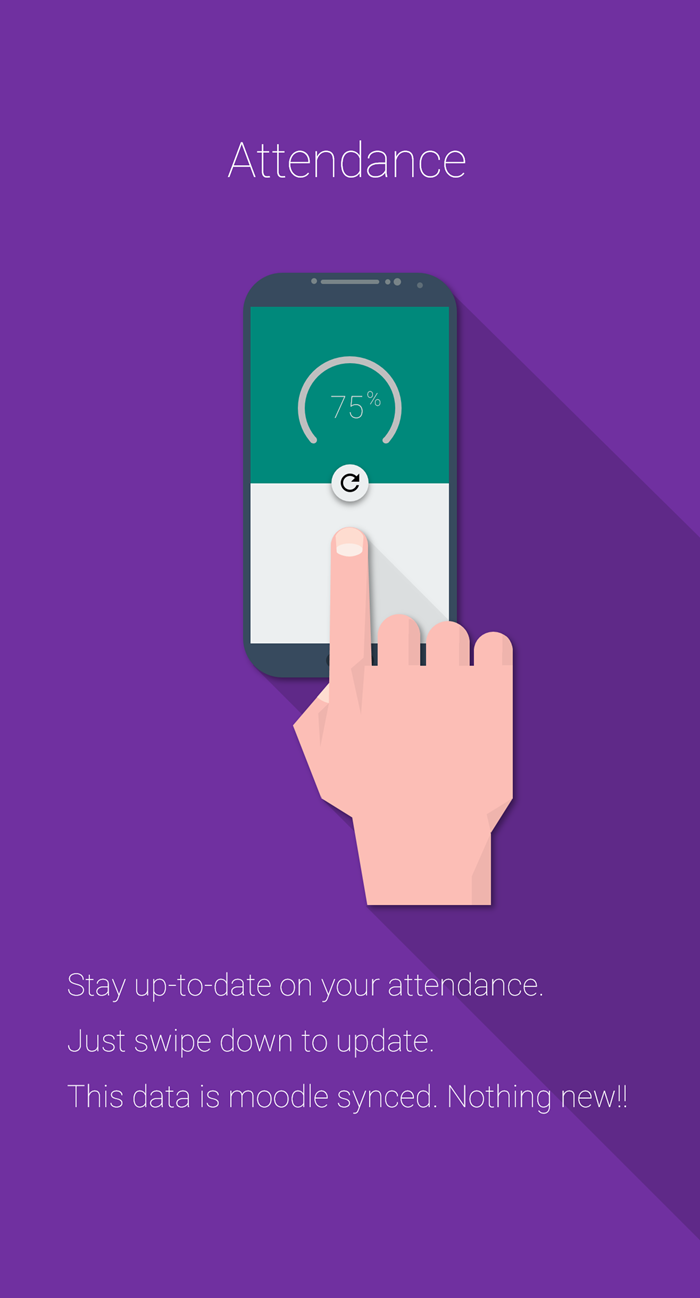 Attendance
75%
Stay up-to-date on your attendance.
Just swipe down to update.
This data is moodle synced. Nothing new!!